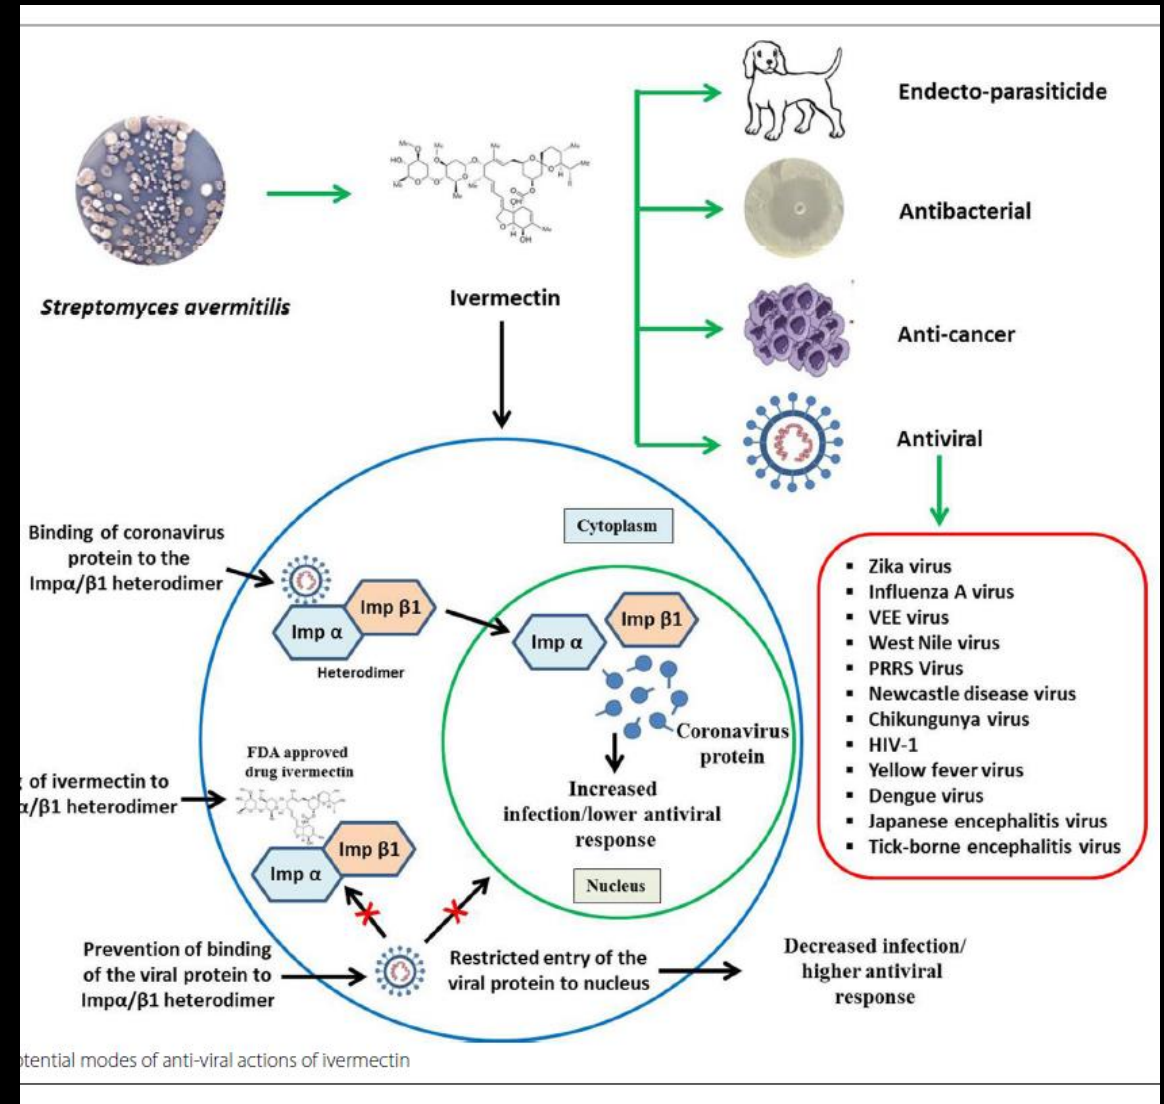 Endecto-parasiticide
Antibacterial
Streptomyces avermitilis
Ivermectin
Anti-cancer
Antiviral
Cytoplasm
Binding of coronavirus
protein to the
Impα/β1 heterodimer
Imp α
Imp β1
Heterodimer
Imp α
Imp β1
Coronavirus
protein
Increased
infection/lower antiviral
response
Nucleus
▪ Zika virus
▪ Influenza A virus
▪ VEE virus
▪ West Nile virus
▪ PRRS Virus
▪ Newcastle disease virus
▪ Chikungunya virus
▪ HIV-1
▪ Yellow fever virus
▪ Dengue virus
▪ Japanese encephalitis virus
▪ Tick-borne encephalitis virus
FDA approved
drug ivermectin
of ivermectin to
α/β1 heterodimer
Imp α
Imp β1
Prevention of binding
of the viral protein to
Impα/β1 heterodimer
Restricted entry of the
viral protein to nucleus
Decreased infection/
higher antiviral
response
otential modes of anti-viral actions of ivermectin